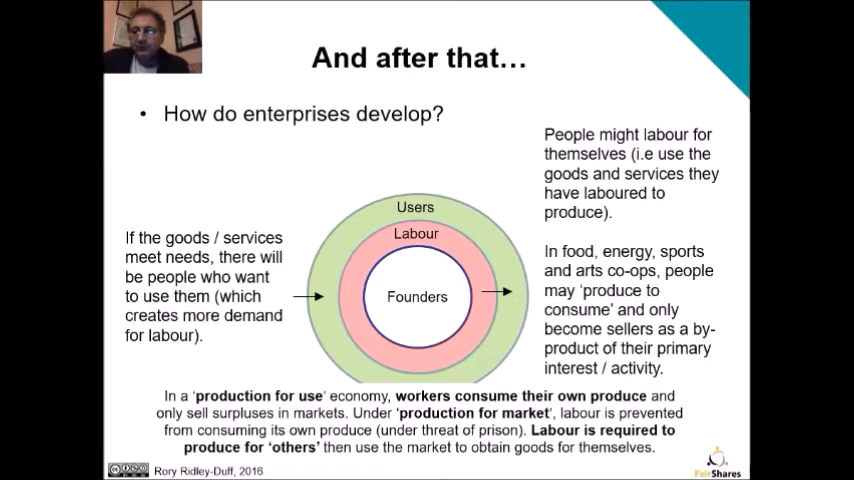 And after that…
• How do enterprises develop?
People might labour for
themselves (i.e use the
goods and services they
have laboured to
produce).
In food, energy, sports
and arts co-ops, people
may ‘produce to
consume’ and only
become sellers as a by-
product of their primary
interest / activity.
Users
Labour
Founders
If the goods / services
meet needs, there will
be people who want
to use them (which
creates more demand
for labour).
In a ‘production for use’ economy, workers consume their own produce and
only sell surpluses in markets. Under ‘production for market’, labour is prevented
from consuming its own produce (under threat of prison). Labour is required to
produce for ‘others’ then use the market to obtain goods for themselves.
Rory Ridley-Duff, 2016
FairShares